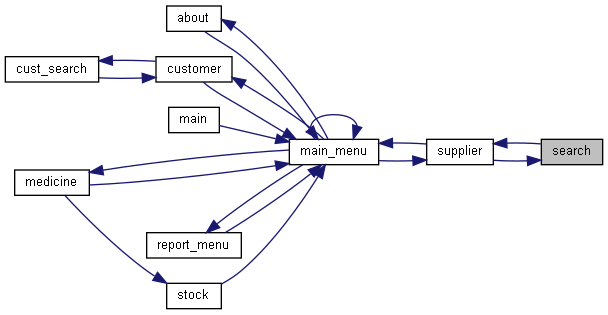 about
cust_search
customer
main
main_menu
supplier
search
medicine
report_menu
stock